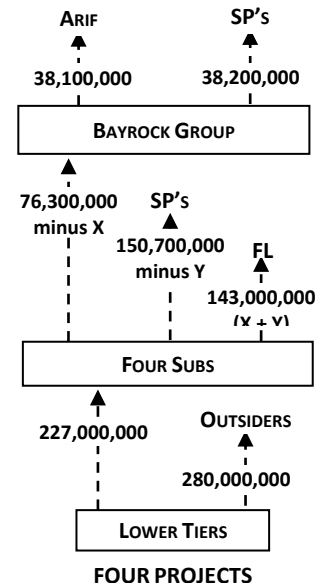 ARIF SP'S
38,100,000 38,200,000
BAYROCK GROUP
76,300,000
minus X
SP'S
150,700,000
minus Y
FL
143,000,000
(X + Y)
FOUR SUBS
227,000,000
OUTSIDERS
280,000,000
LOWER TIERS
FOUR PROJECTS